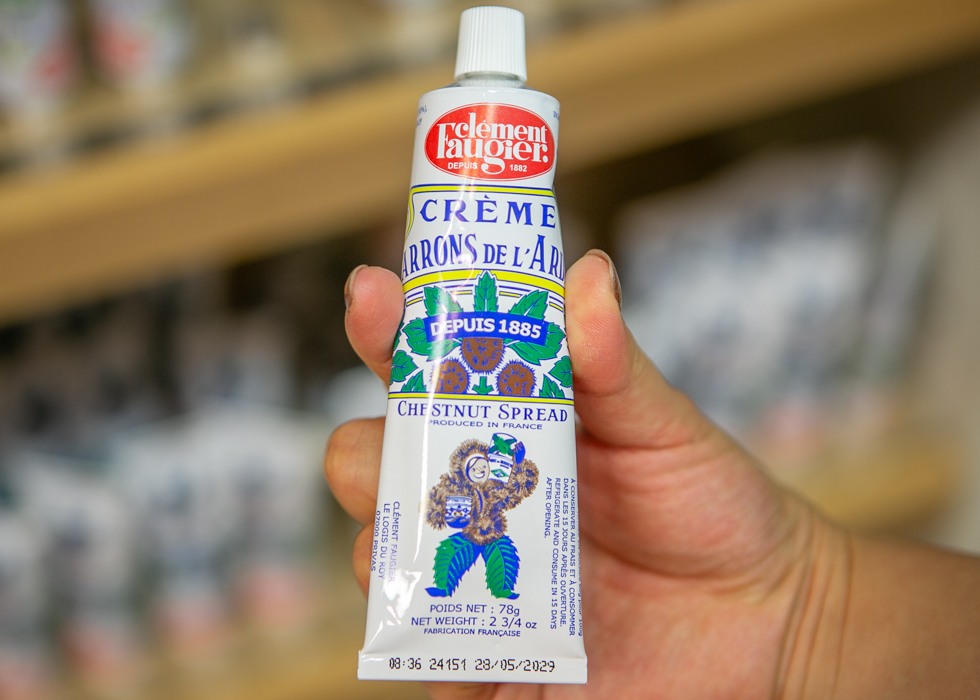 clément
Faugier
DEPUIS 1882
CRÈME
ARRONS DE L'ARD
DEPUIS 1885
CHESTNUT SPREAD
PRODUCED IN FRANCE
À CONSERVER AU FRAIS ET À CONSOMMER
DANS LES 15 JOURS APRÈS OUVERTURE.
REFRIGERATE AND CONSUME IN 15 DAYS
AFTER OPENING.
CLÉMENT FAUGIER
LE LOGIS DU ROY
07000 PRIVAS
POIDS NET : 78g
NET WEIGHT : 2 3/4 oz
FABRICATION FRANÇAISE
08:36 24151 28/05/2029